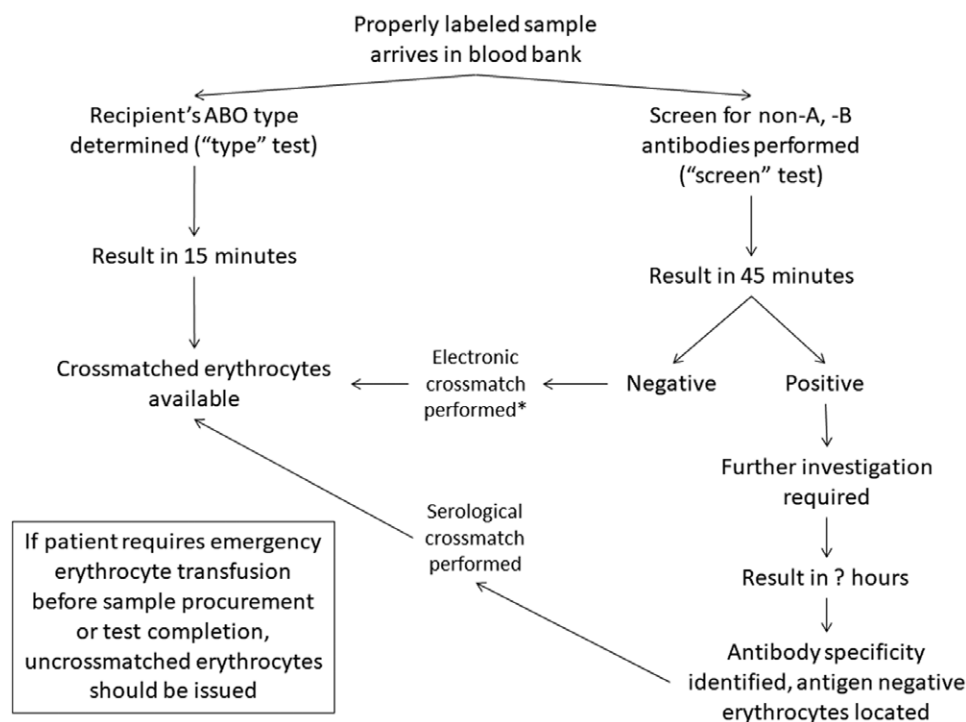 Properly labeled sample
arrives in blood bank
Recipient’s ABO type
determined (“type” test)
Screen for non-A, -B
antibodies performed
(“screen” test)
Result in 15 minutes
Result in 45 minutes
Crossmatched erythrocytes
available
Electronic
crossmatch
performed*
Negative
Positive
Further investigation
required
Serological
crossmatch
performed
Result in ? hours
If patient requires emergency
erythrocyte transfusion
before sample procurement
or test completion,
uncrossmatched erythrocytes
should be issued
Antibody specificity
identified, antigen negative
erythrocytes located